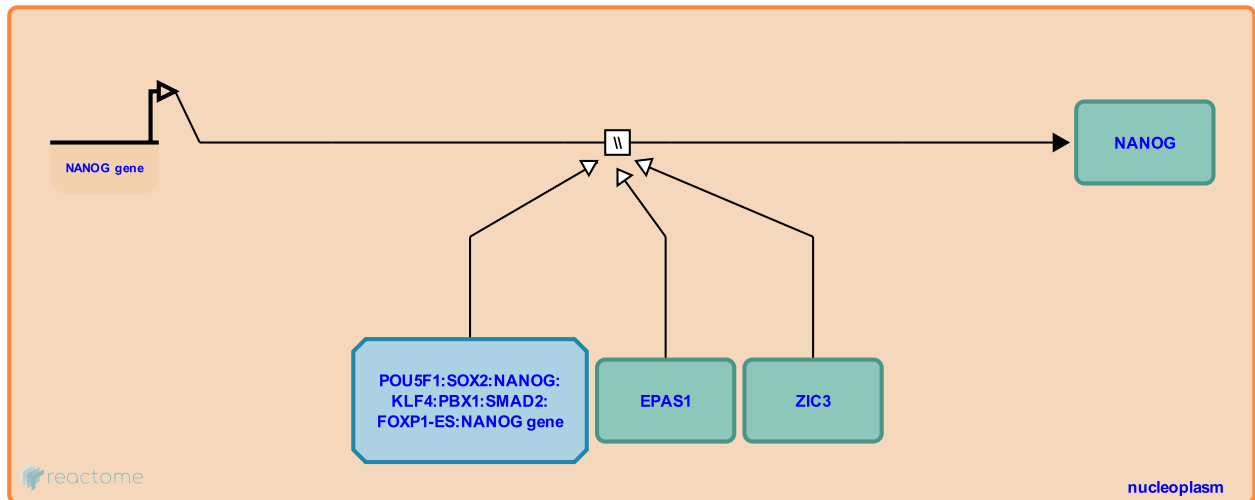 NANOG gene
\\
NANOG
POU5F1:SOX2:NANOG:
KLF4:PBX1:SMAD2:
FOXP1-ES:NANOG gene
EPAS1
ZIC3
reactome
nucleoplasm